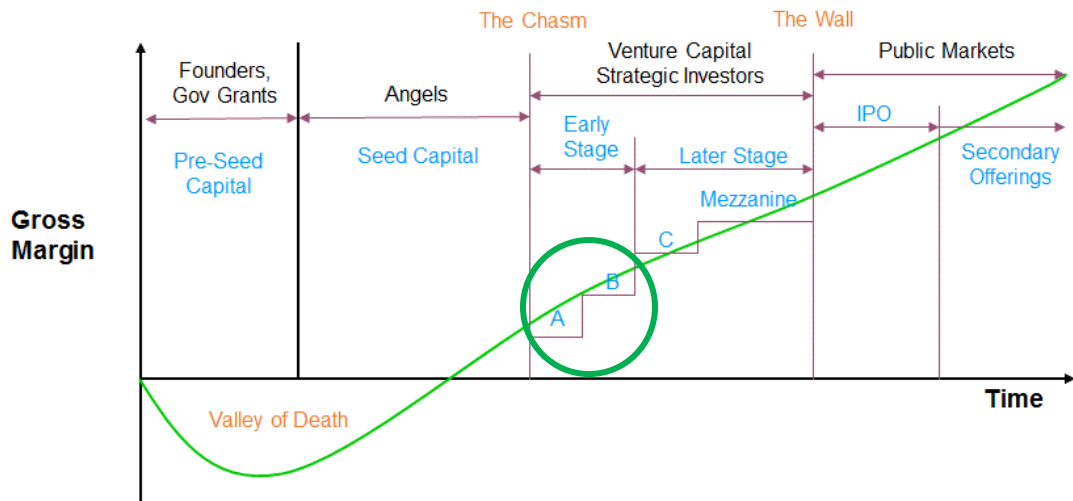 The Chasm
The Wall
Founders,
Gov Grants
Angels
Venture Capital
Strategic Investors
Public Markets
Pre-Seed
Capital
Seed Capital
Early
Stage
Later Stage
IPO
Secondary
Offerings
Mezzanine
Gross
Margin
C
B
A
Time
Valley of Death